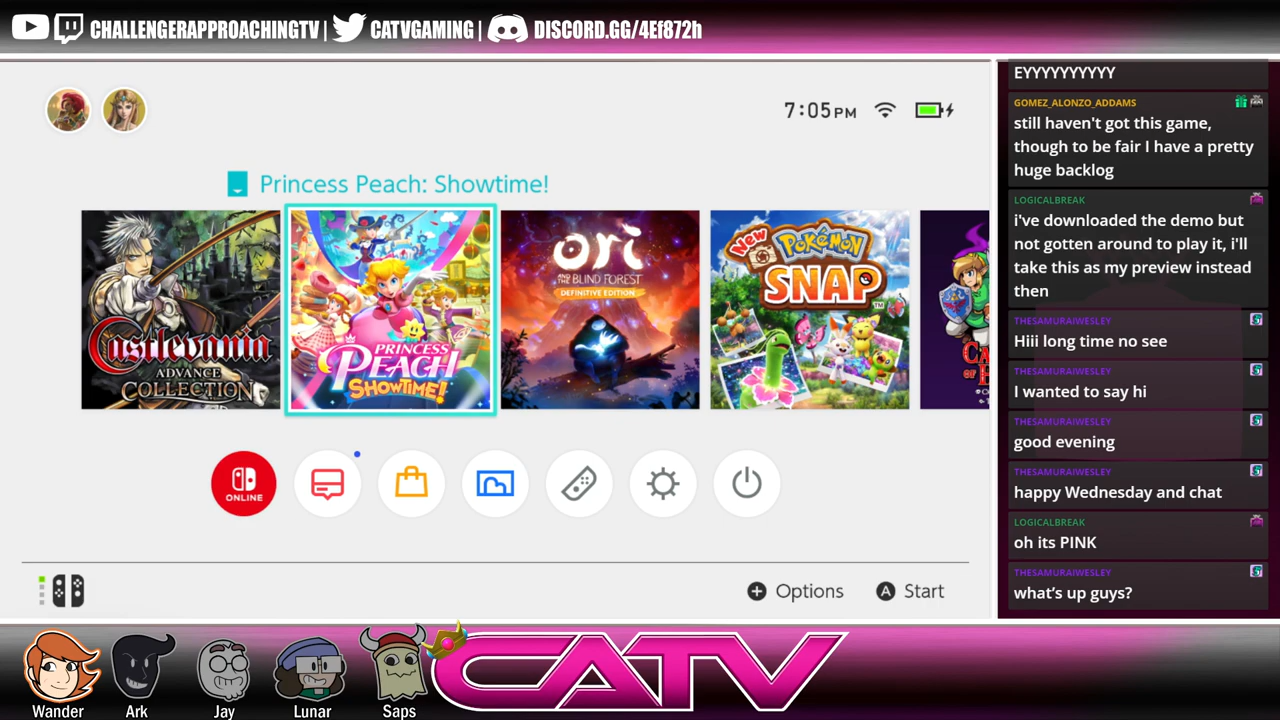 CHALLENGERAPPROACHINGTV | CATVGAMING | DISCORD.GG/4Ef872h
7:05PM
Princess Peach: Showtime!
Castlevania
ADVANCE
COLLECTION
PRINCESS
PEACH
SHOWTIME!
ori
AND THE BLIND FOREST
DEFINITIVE EDITION
New
Pokémon
SNAP
ONLINE
Options
Start
EYYYYYYYYYY
GOMEZ_ALONZO_ADDAMS
still haven't got this game,
though to be fair I have a pretty
huge backlog
LOGICALBREAK
i've downloaded the demo but
not gotten around to play it, i'll
take this as my preview instead
then
THESAMURAIWESLEY
Hiii long time no see
THESAMURAIWESLEY
I wanted to say hi
THESAMURAIWESLEY
good evening
THESAMURAIWESLEY
happy Wednesday and chat
LOGICALBREAK
oh its PINK
THESAMURAIWESLEY
what's up guys?
Wander
Ark
Jay
Lunar
Saps
CATV